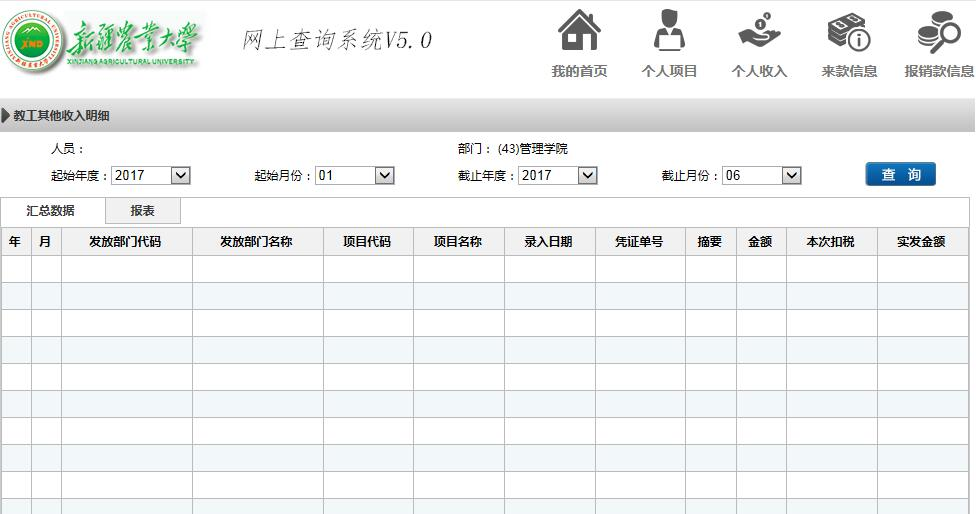 新疆农业大学
XINJIANG AGRICULTURAL UNIVERSITY
网上查询系统V5.0
我的首页 个人项目 个人收入 来款信息 报销款信息
教工其他收入明细
人员： 部门： (43)管理学院
起始年度： 2017 起始月份： 01 截止年度： 2017 截止月份： 06 查 询
汇总数据 报表
年 月 发放部门代码 发放部门名称 项目代码 项目名称 录入日期 凭证单号 摘要 金额 本次扣税 实发金额